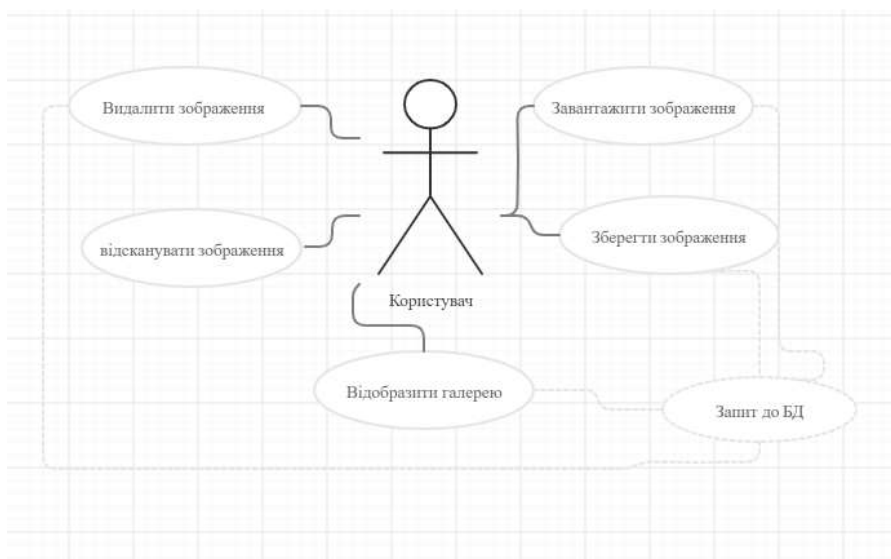 Видалити зображення
Завантажити зображення
відсканувати зображення
Зберегти зображення
Користувач
Відобразити галерею
Запит до БД